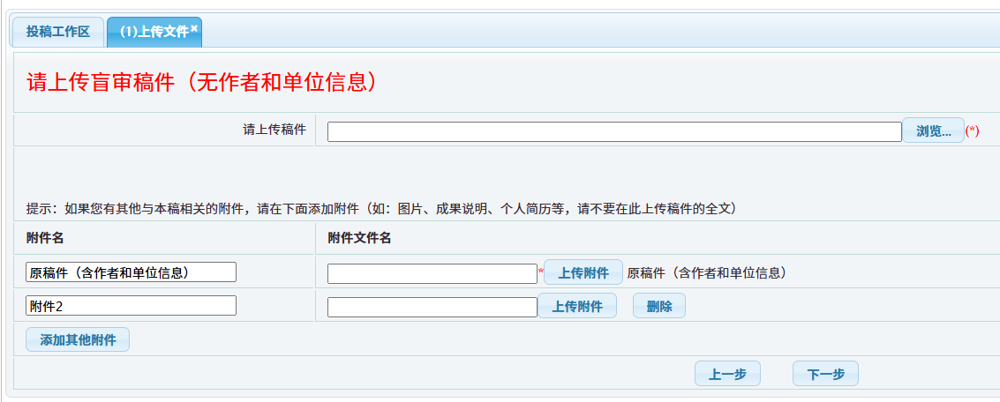 投稿工作区 (1)上传文件
请上传盲审稿件（无作者和单位信息）
请上传稿件 浏览... (*)
提示：如果您有其他与本稿相关的附件，请在下面添加附件（如：图片、成果说明、个人简历等，请不要在此上传稿件的全文）
附件名 附件文件名
原稿件（含作者和单位信息） * 上传附件 原稿件（含作者和单位信息）
附件2 上传附件 删除
添加其他附件
上一步 下一步